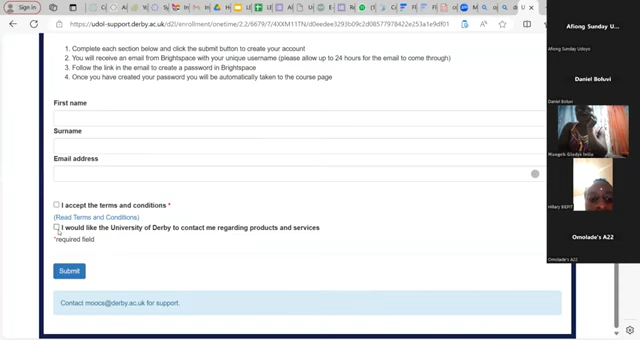 Sign in
https://udol-support.derby.ac.uk/d2l/enrollment/onetime/2.2/6679/7/4XXM11TN/d0eedee3293b09c2d08577978422e253a1e9df01
1. Complete each section below and click the submit button to create your account
2. You will receive an email from Brightspace with your unique username (please allow up to 24 hours for the email to come through)
3. Follow the link in the email to create a password in Brightspace
4. Once you have created your password you will be automatically taken to the course page
First name
Surname
Email address
I accept the terms and conditions *
(Read Terms and Conditions)
I would like the University of Derby to contact me regarding products and services
*required field
Submit
Contact moocs@derby.ac.uk for support.
Afiong Sunday U...
Afiong Sunday Udoyo
Daniel Boluvi
Daniel Boluvi
Omolade's A22
Omolade's A22